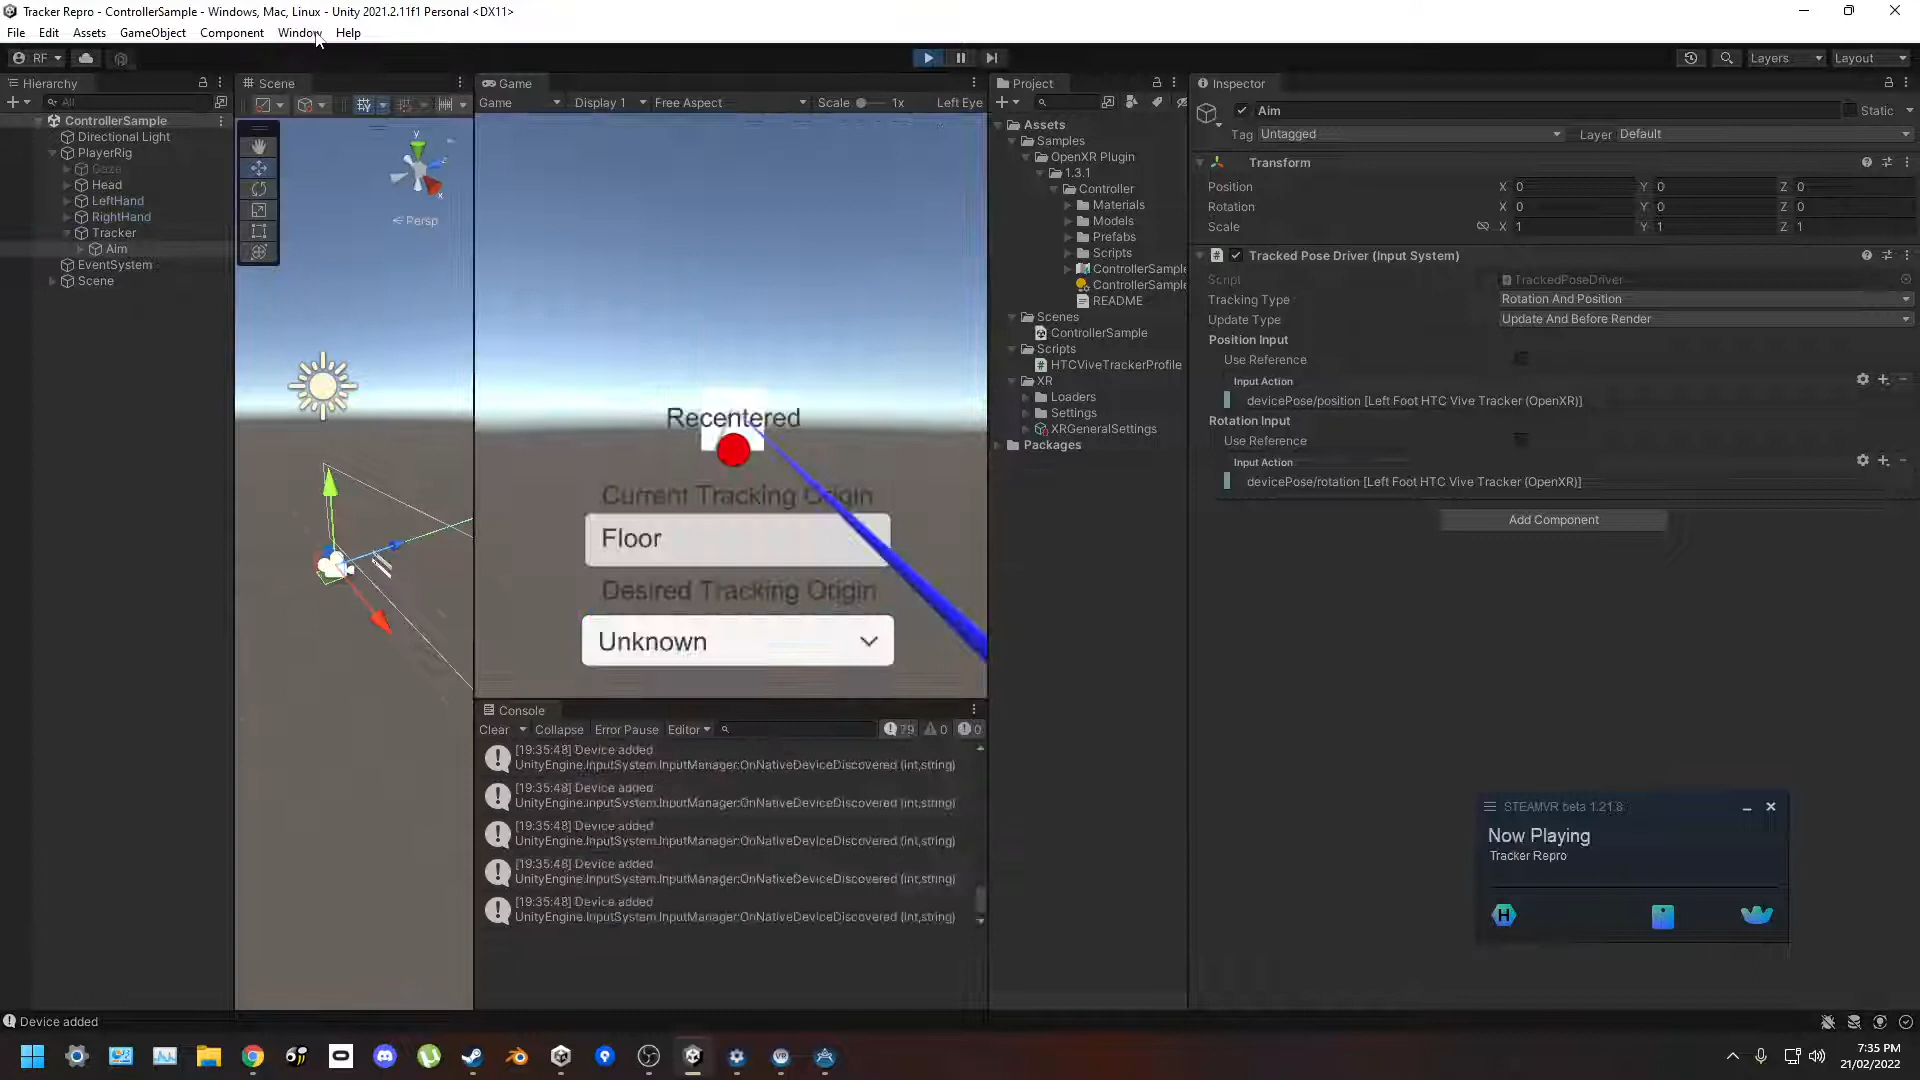 Tracker Repro - ControllerSample - Windows, Mac, Linux - Unity 2021.2.11f1 Personal <DX11>
File Edit Assets GameObject Component Window Help
RF Layers Layout
Hierarchy
All
ControllerSample
Directional Light
PlayerRig
Gaze
Head
LeftHand
RightHand
Tracker
Aim
EventSystem
Scene
Scene
y
z
x
Persp
Game
Game Display 1 Free Aspect Scale 1x Left Eye
Recentered
Current Tracking Origin
Floor
Desired Tracking Origin
Unknown
Console
Clear Collapse Error Pause Editor 79 0 0
[19:35:48] Device added
UnityEngine.InputSystem.InputManager:OnNativeDeviceDiscovered (int,string)
[19:35:48] Device added
UnityEngine.InputSystem.InputManager:OnNativeDeviceDiscovered (int,string)
[19:35:48] Device added
UnityEngine.InputSystem.InputManager:OnNativeDeviceDiscovered (int,string)
[19:35:48] Device added
UnityEngine.InputSystem.InputManager:OnNativeDeviceDiscovered (int,string)
[19:35:48] Device added
UnityEngine.InputSystem.InputManager:OnNativeDeviceDiscovered (int,string)
Project
Assets
Samples
OpenXR Plugin
1.3.1
Controller
Materials
Models
Prefabs
Scripts
ControllerSample
ControllerSample
README
Scenes
ControllerSample
Scripts
HTCViveTrackerProfile
XR
Loaders
Settings
XRGeneralSettings
Packages
Inspector
Aim Static
Tag Untagged Layer Default
Transform
Position X 0 Y 0 Z 0
Rotation X 0 Y 0 Z 0
Scale X 1 Y 1 Z 1
Tracked Pose Driver (Input System)
Script TrackedPoseDriver
Tracking Type Rotation And Position
Update Type Update And Before Render
Position Input
Use Reference
Input Action
devicePose/position [Left Foot HTC Vive Tracker (OpenXR)]
Rotation Input
Use Reference
Input Action
devicePose/rotation [Left Foot HTC Vive Tracker (OpenXR)]
Add Component
STEAMVR beta 1.21.8
Now Playing
Tracker Repro
H
Device added
VR
7:35 PM
21/02/2022